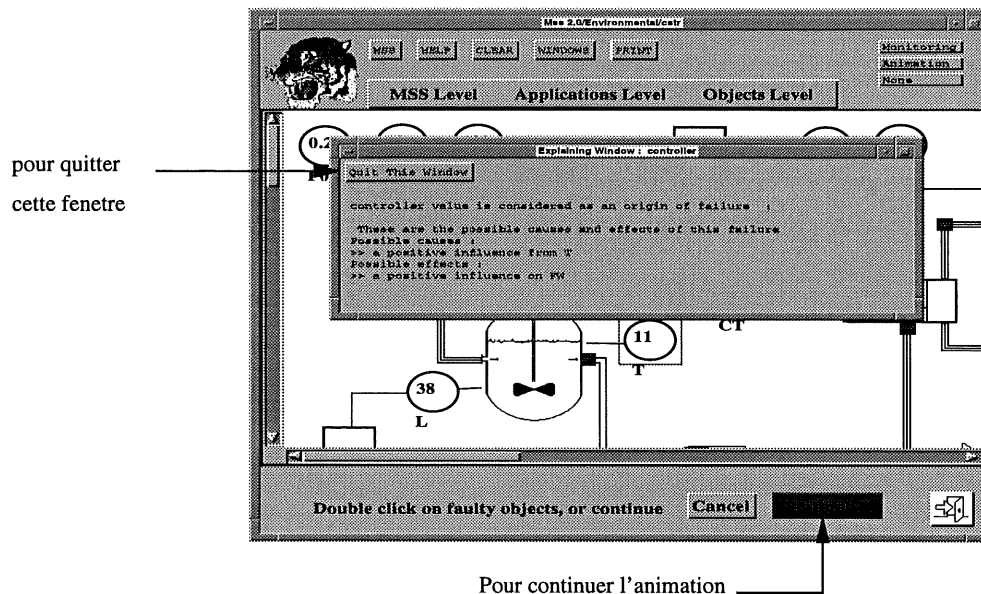 Mss 2.0/Environmental/cstr
MSS HELP CLEAR WINDOWS PRINT
Monitoring
Animation
None
MSS Level Applications Level Objects Level
0.2
Explaining Window : controller
pour quitter
cette fenetre
Quit This Window
controller value is considered as an origin of failure :
These are the possible causes and effects of this failure
Possible causes :
>> a positive influence from T
Possible effects :
>> a positive influence on FW
CT
11
T
38
L
Double click on faulty objects, or continue Cancel
Pour continuer l'animation